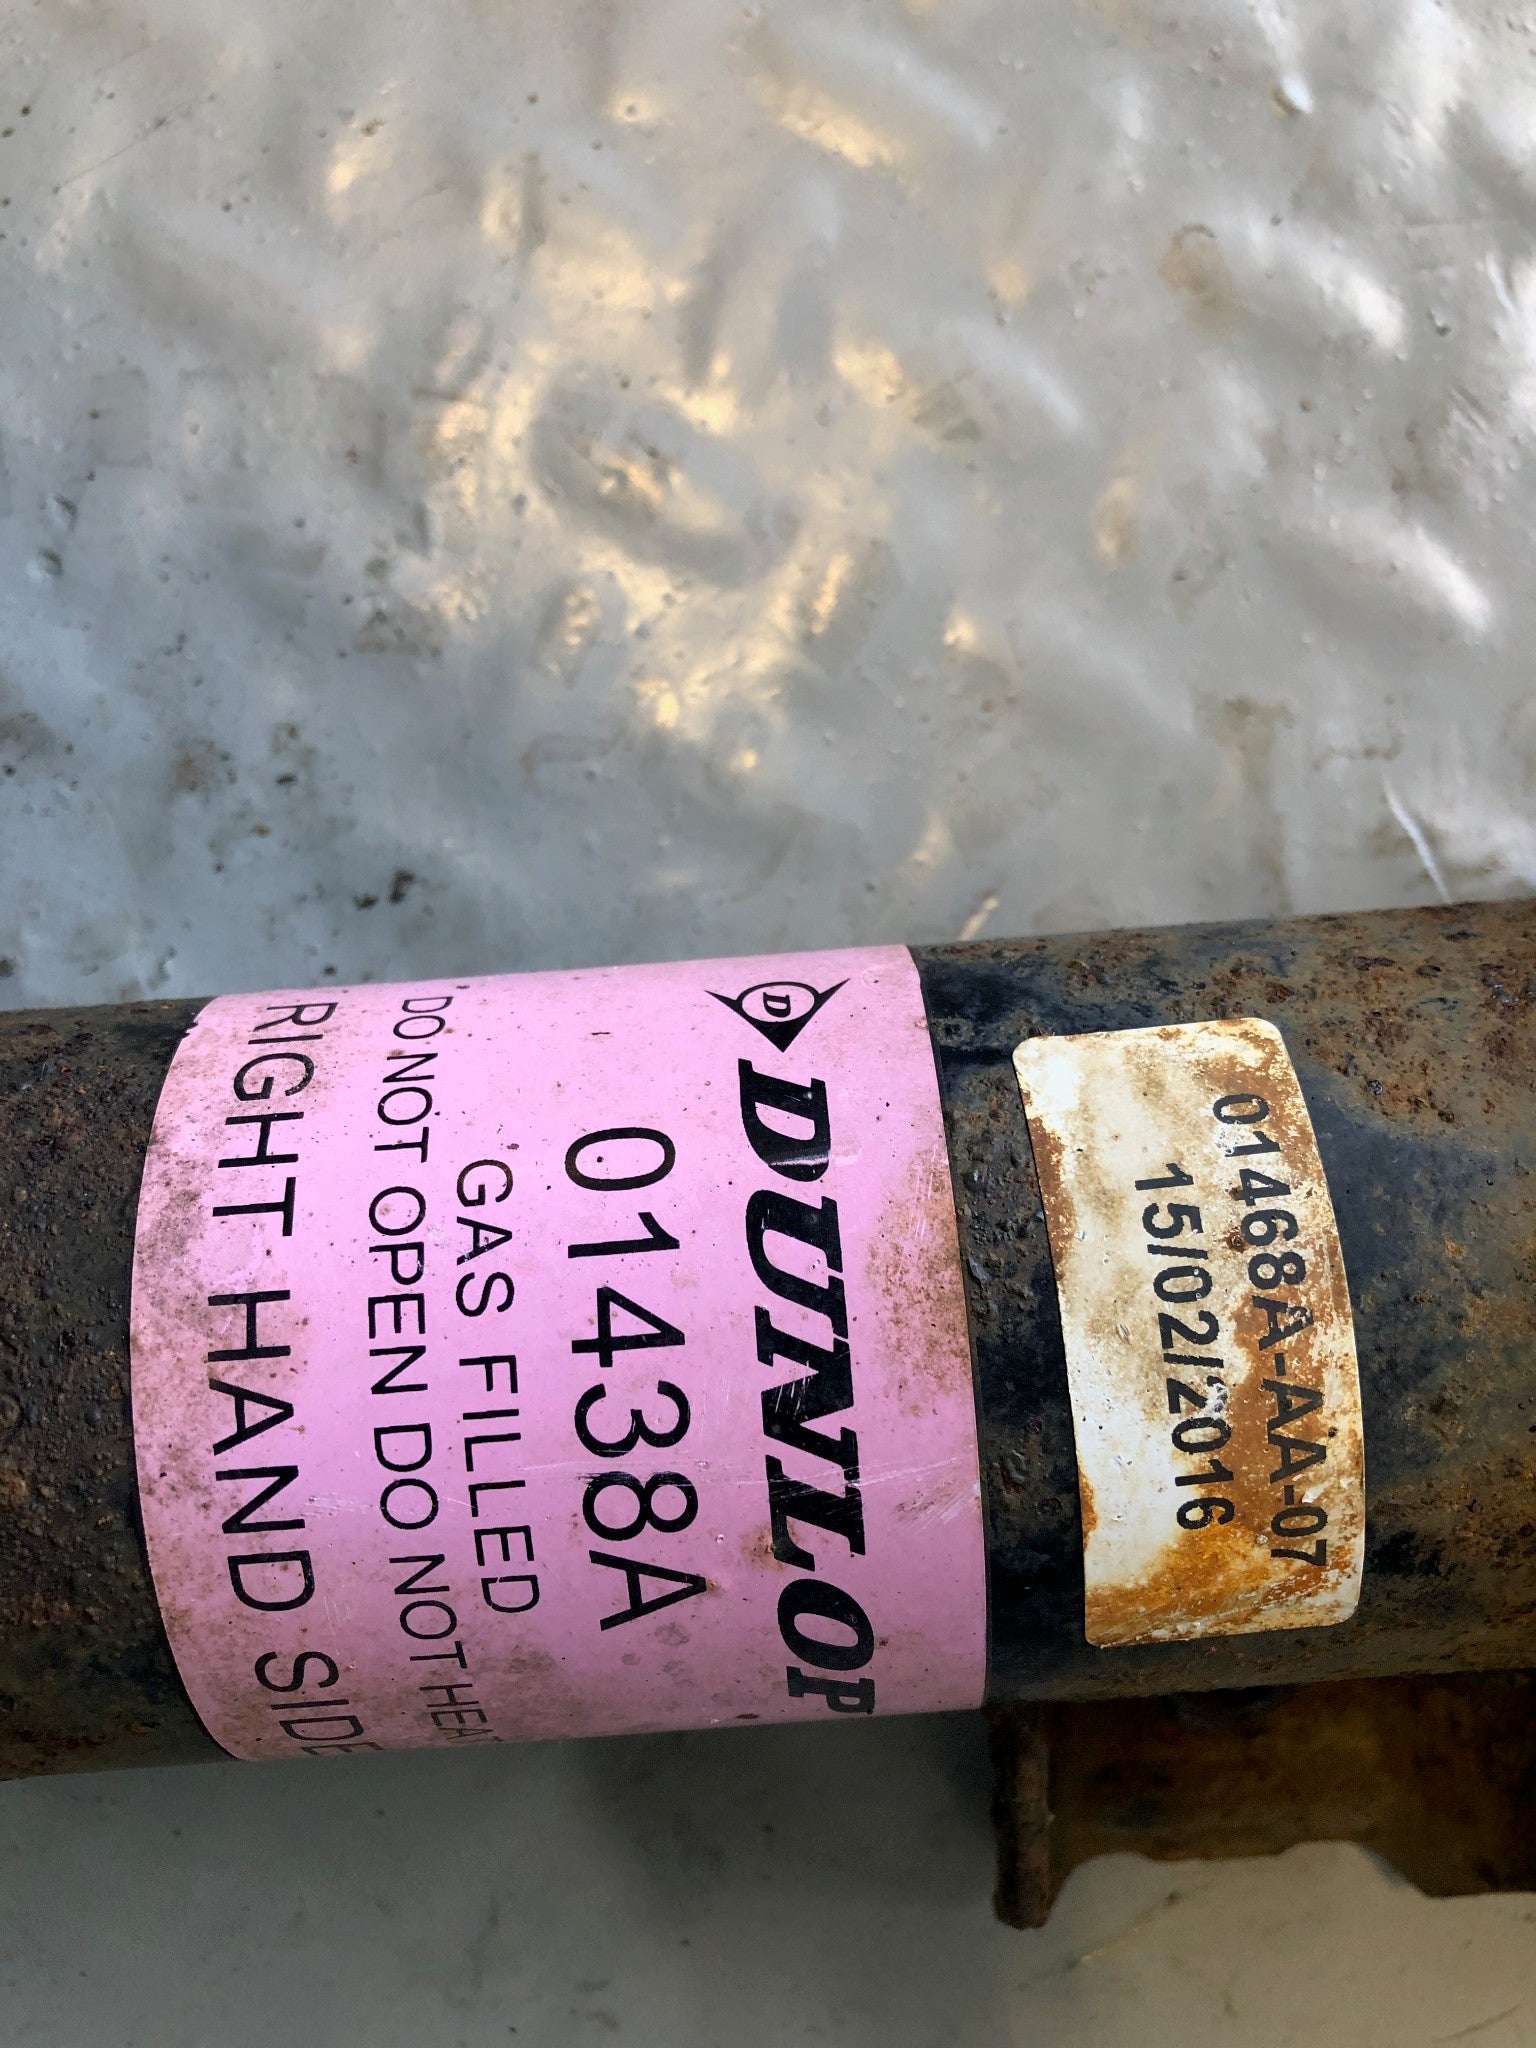 DUNLOP
01438A
GAS FILLED
DO NOT OPEN DO NOT HEAT
RIGHT HAND SIDE
01468A-AA-07
15/02/2016